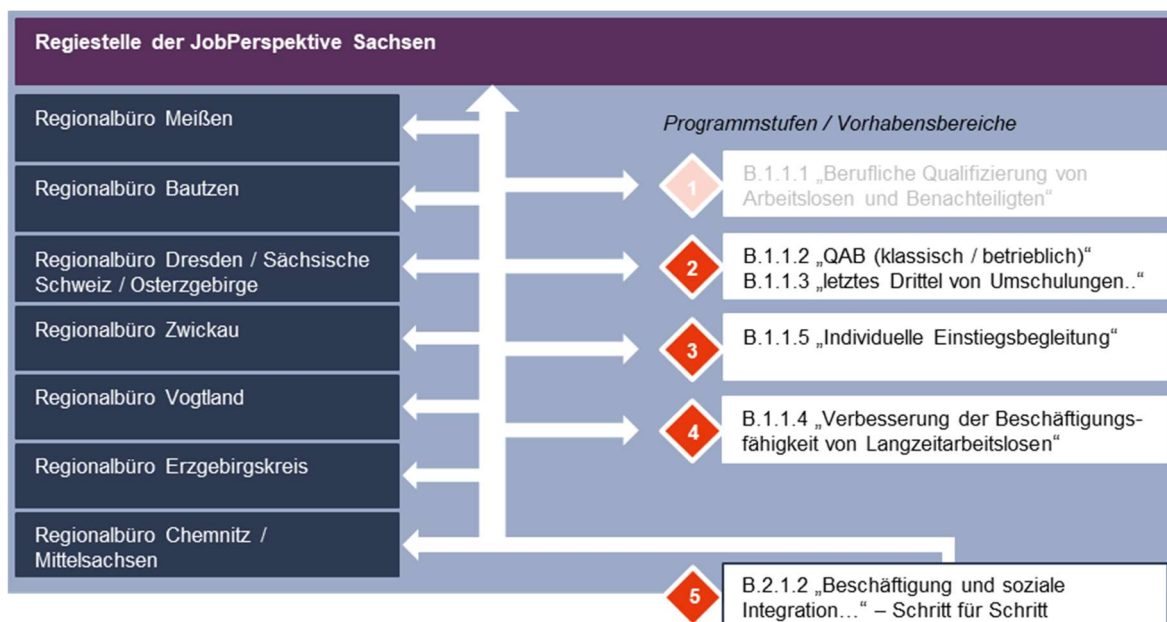 Regiestelle der JobPerspektive Sachsen
Regionalbüro Meißen
Regionalbüro Bautzen
Regionalbüro Dresden / Sächsische
Schweiz / Osterzgebirge
Regionalbüro Zwickau
Regionalbüro Vogtland
Regionalbüro Erzgebirgskreis
Regionalbüro Chemnitz /
Mittelsachsen
Programmstufen / Vorhabensbereiche
1
B.1.1.1 „Berufliche Qualifizierung von
Arbeitslosen und Benachteiligten“
2
B.1.1.2 „QAB (klassisch / betrieblich)“
B.1.1.3 „letztes Drittel von Umschulungen..“
3
B.1.1.5 „Individuelle Einstiegsbegleitung“
4
B.1.1.4 „Verbesserung der Beschäftigungs-
fähigkeit von Langzeitarbeitslosen“
5
B.2.1.2 „Beschäftigung und soziale
Integration…“ – Schritt für Schritt